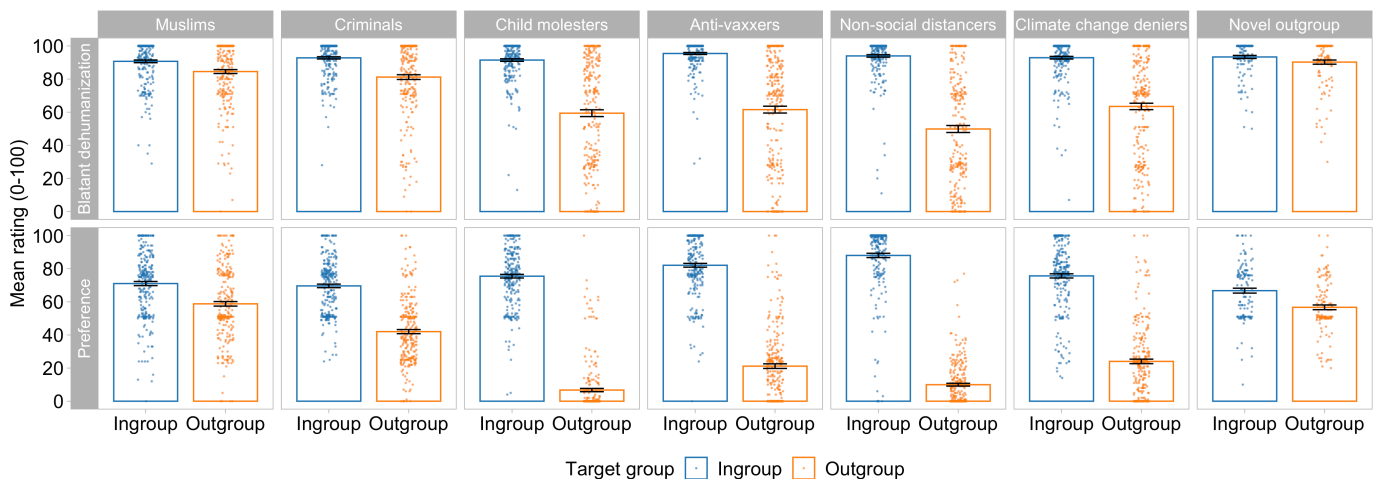 Muslims Criminals Child molesters Anti-vaxxers Non-social distancers Climate change deniers Novel outgroup
Mean rating (0-100)
Blatant dehumanization
100
80
60
40
20
0
Preference
100
80
60
40
20
0
Ingroup Outgroup Ingroup Outgroup Ingroup Outgroup Ingroup Outgroup Ingroup Outgroup Ingroup Outgroup Ingroup Outgroup
Target group Ingroup Outgroup